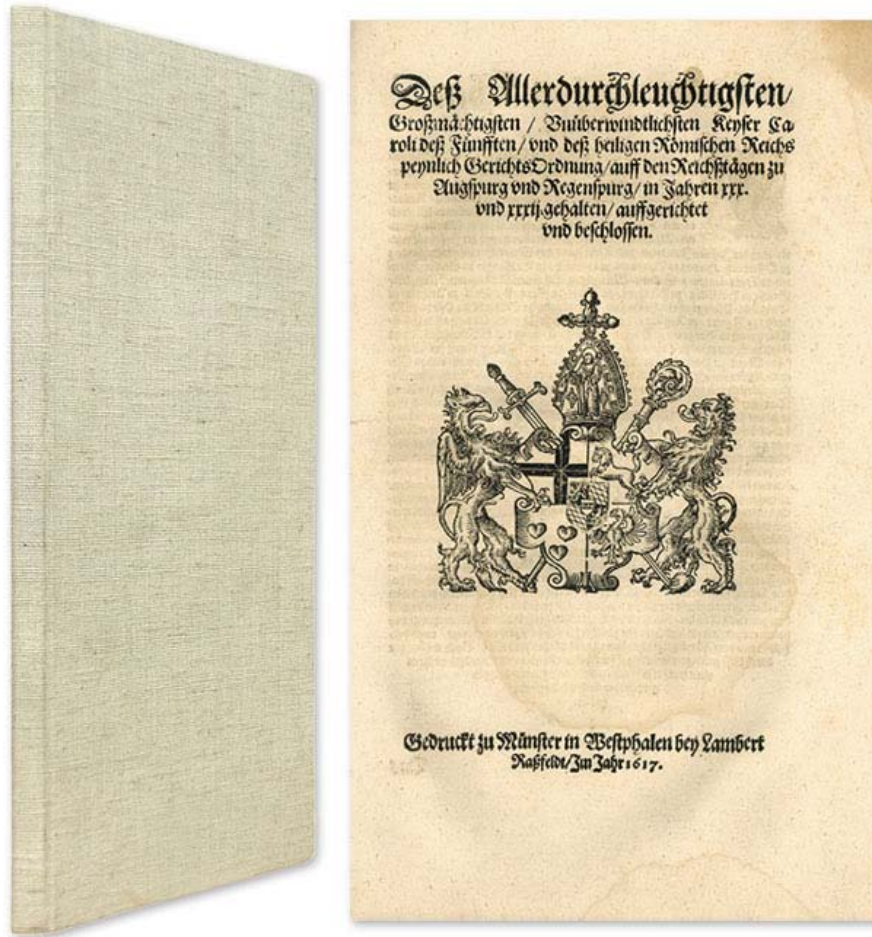 Deß Allerdurchleuchtigsten/
Großmächtigsten / Vnüberwindtlichsten Keyser Ca-
roli deß Fünfften/ vnd deß heiligen Römischen Reichs
peynlich GerichtsOrdnung/ auff den Reichßtägen zu
Augspurg vnd Regenspurg/ in Jahren xxx.
vnd xxxij. gehalten/ auffgerichtet
vnd beschlossen.
Gedruckt zu Münster in Westphalen bey Lambert
Raßfeldt/ Im Jahr 1617.